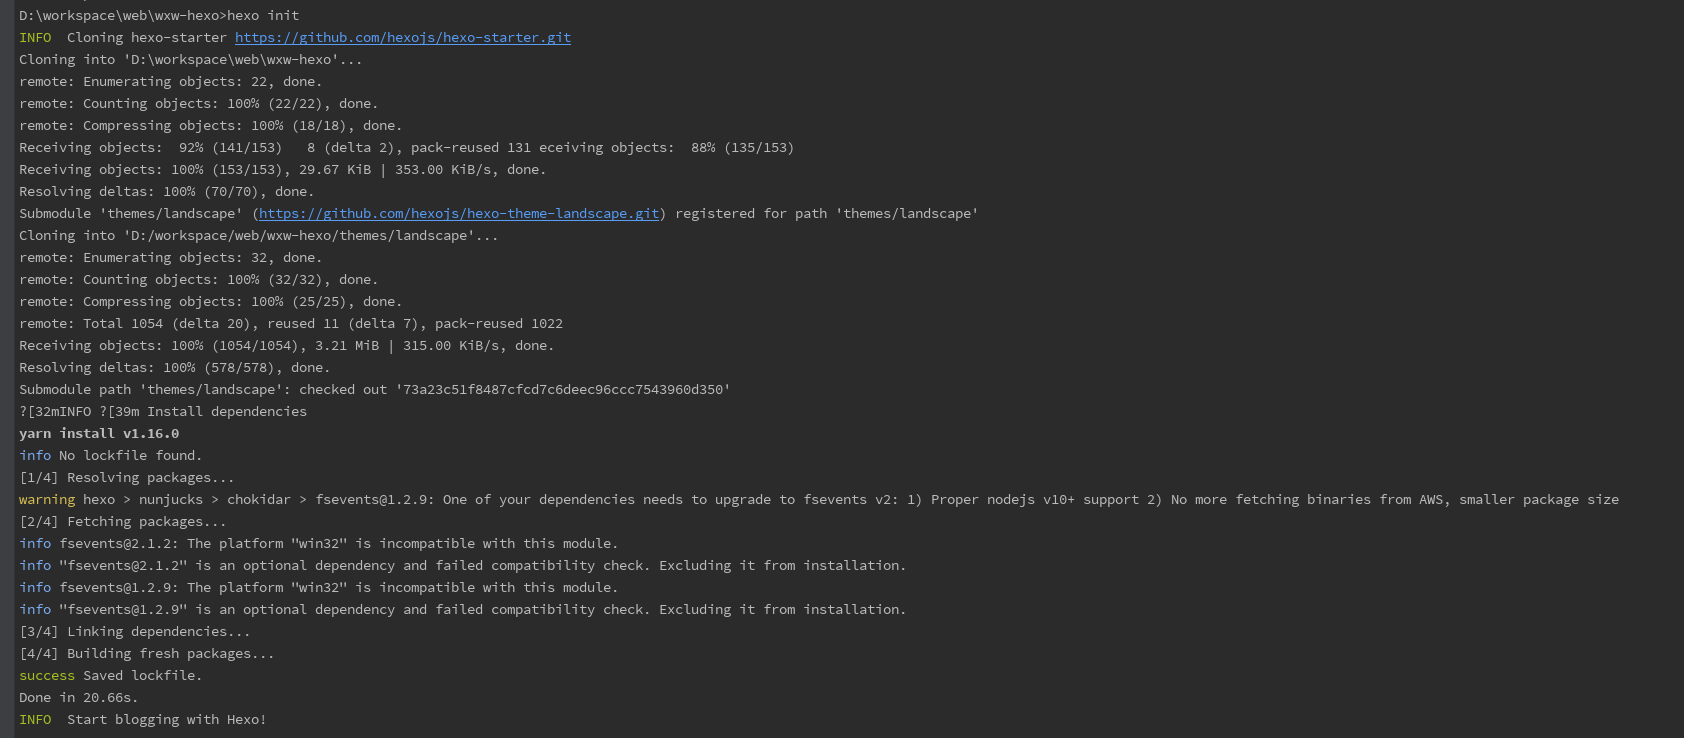 D:\workspace\web\wxw-hexo>hexo init
INFO  Cloning hexo-starter https://github.com/hexojs/hexo-starter.git
Cloning into 'D:\workspace\web\wxw-hexo'...
remote: Enumerating objects: 22, done.
remote: Counting objects: 100% (22/22), done.
remote: Compressing objects: 100% (18/18), done.
Receiving objects:  92% (141/153)   8 (delta 2), pack-reused 131 eceiving objects:  88% (135/153)
Receiving objects: 100% (153/153), 29.67 KiB | 353.00 KiB/s, done.
Resolving deltas: 100% (70/70), done.
Submodule 'themes/landscape' (https://github.com/hexojs/hexo-theme-landscape.git) registered for path 'themes/landscape'
Cloning into 'D:/workspace/web/wxw-hexo/themes/landscape'...
remote: Enumerating objects: 32, done.
remote: Counting objects: 100% (32/32), done.
remote: Compressing objects: 100% (25/25), done.
remote: Total 1054 (delta 20), reused 11 (delta 7), pack-reused 1022
Receiving objects: 100% (1054/1054), 3.21 MiB | 315.00 KiB/s, done.
Resolving deltas: 100% (578/578), done.
Submodule path 'themes/landscape': checked out '73a23c51f8487cfcd7c6deec96ccc7543960d350'
?[32mINFO ?[39m Install dependencies
yarn install v1.16.0
info No lockfile found.
[1/4] Resolving packages...
warning hexo > nunjucks > chokidar > fsevents@1.2.9: One of your dependencies needs to upgrade to fsevents v2: 1) Proper nodejs v10+ support 2) No more fetching binaries from AWS, smaller package size
[2/4] Fetching packages...
info fsevents@2.1.2: The platform "win32" is incompatible with this module.
info "fsevents@2.1.2" is an optional dependency and failed compatibility check. Excluding it from installation.
info fsevents@1.2.9: The platform "win32" is incompatible with this module.
info "fsevents@1.2.9" is an optional dependency and failed compatibility check. Excluding it from installation.
[3/4] Linking dependencies...
[4/4] Building fresh packages...
success Saved lockfile.
Done in 20.66s.
INFO  Start blogging with Hexo!